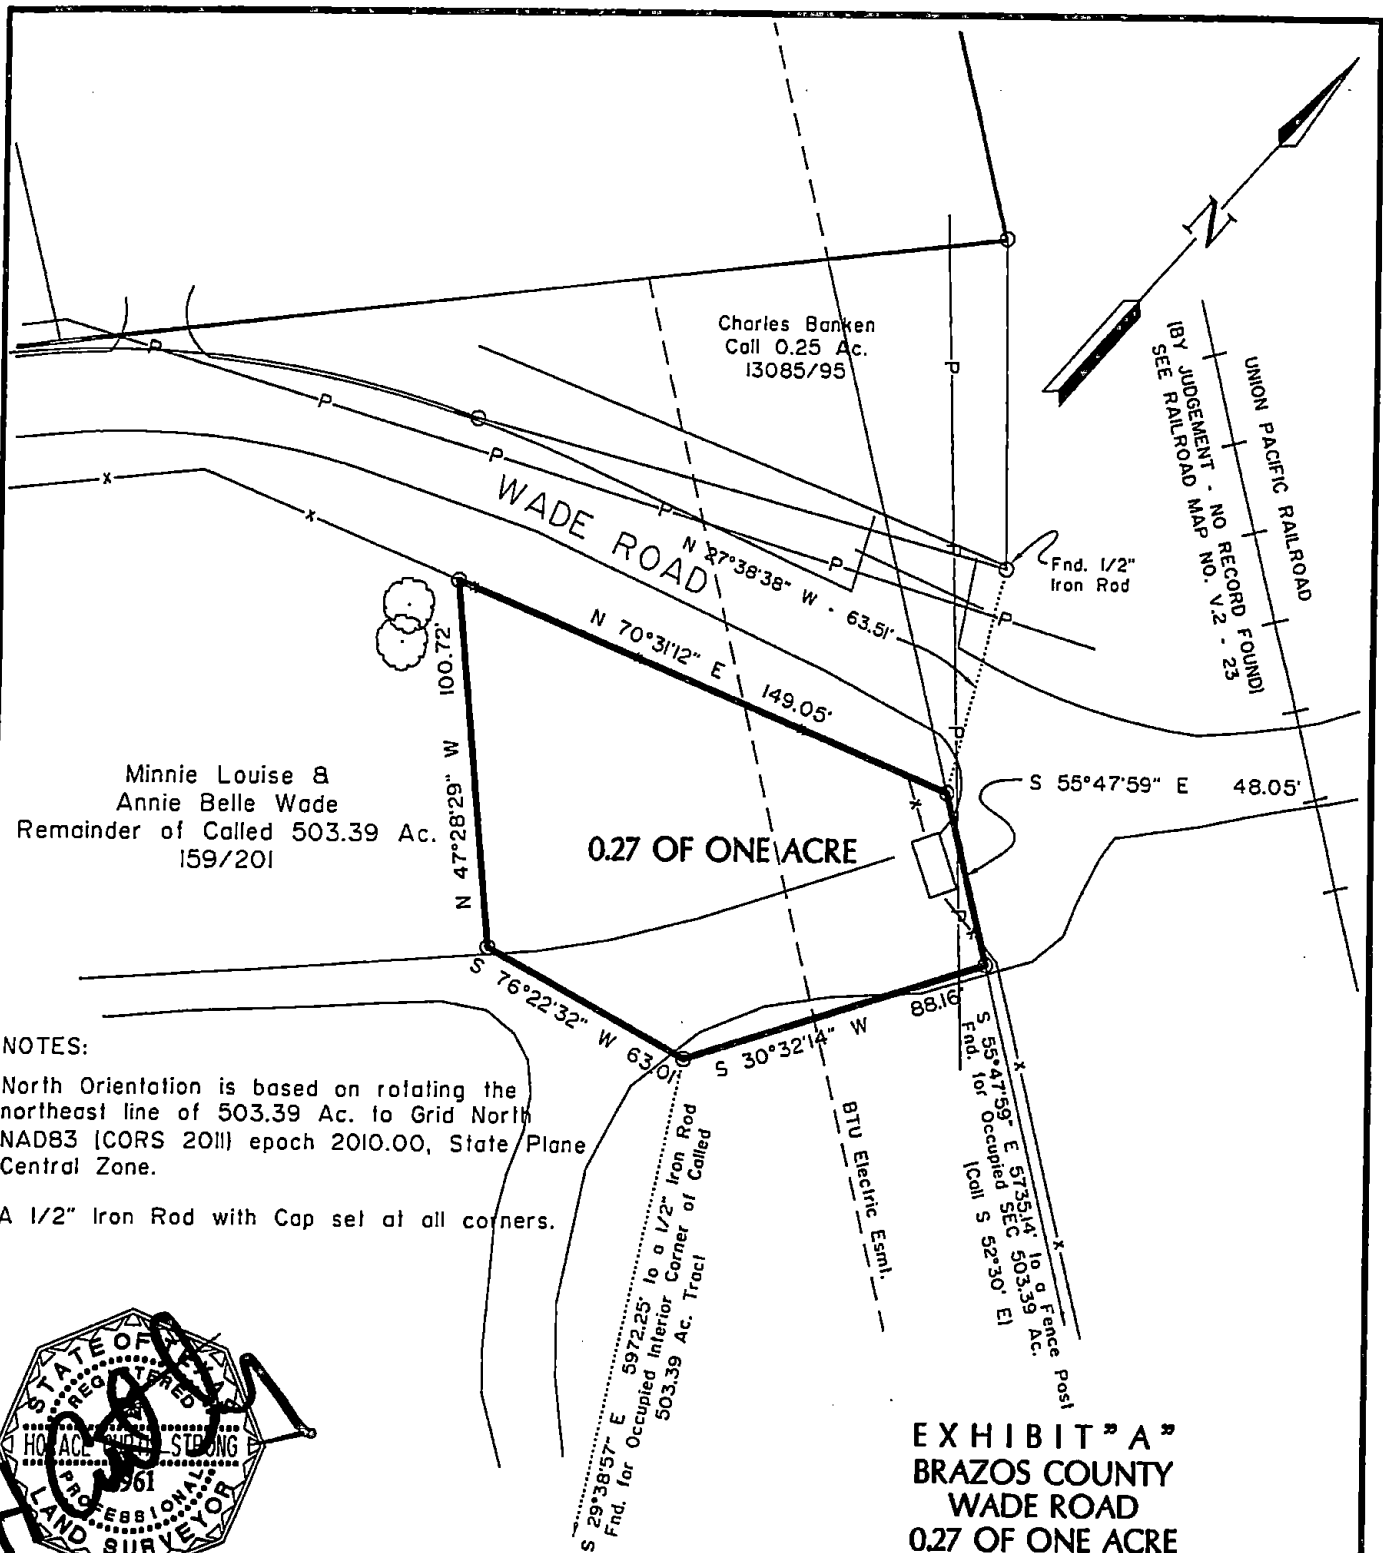 N
Charles Banken
Call 0.25 Ac.
13085/95
UNION PACIFIC RAILROAD
(BY JUDGEMENT - NO RECORD FOUND)
SEE RAILROAD MAP NO. V.2 - 23
WADE ROAD
N 27°38'38" W - 63.51'
Fnd. 1/2"
Iron Rod
N 70°31'12" E 149.05'
N 47°28'29" W 100.72'
S 55°47'59" E 48.05'
Minnie Louise &
Annie Belle Wade
Remainder of Called 503.39 Ac.
159/201
0.27 OF ONE ACRE
S 76°22'32" W 63.01'
S 30°32'14" W 88.16'
NOTES:
North Orientation is based on rotating the
northeast line of 503.39 Ac. to Grid North
NAD83 (CORS 2011) epoch 2010.00, State Plane
Central Zone.
A 1/2" Iron Rod with Cap set at all corners.
S 29°38'57" E 5972.25' to a 1/2" Iron Rod
Fnd. for Occupied Interior Corner of Called
503.39 Ac. Tract
BTU Electric Esmt.
S 55°47'59" E 5735.14' to a Fence Post
Fnd. for Occupied SEC 503.39 Ac.
(Call S 52°30' E)
STATE OF TEXAS
REGISTERED
HORACE CURTIS STRONG
961
PROFESSIONAL
LAND SURVEYOR
EXHIBIT "A"
BRAZOS COUNTY
WADE ROAD
0.27 OF ONE ACRE